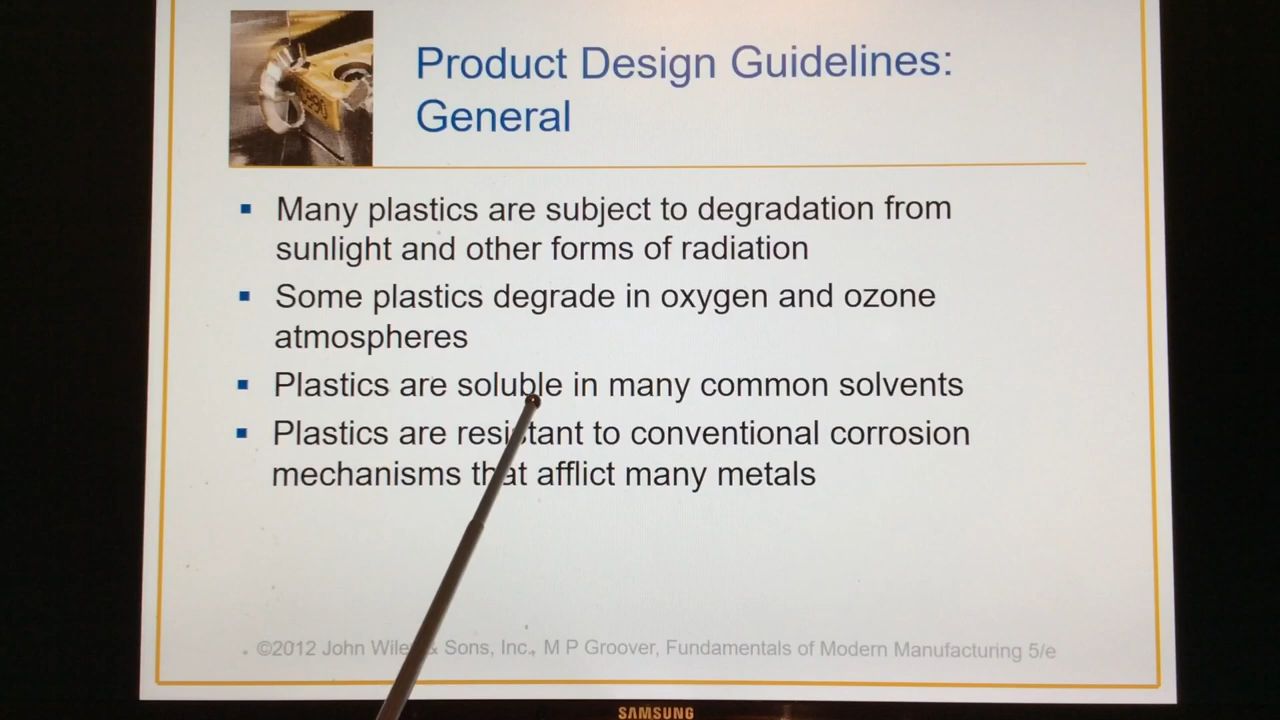 Product Design Guidelines:
General
Many plastics are subject to degradation from
sunlight and other forms of radiation
Some plastics degrade in oxygen and ozone
atmospheres
Plastics are soluble in many common solvents
Plastics are resistant to conventional corrosion
mechanisms that afflict many metals
©2012 John Wiley & Sons, Inc., M P Groover, Fundamentals of Modern Manufacturing 5/e
SAMSUNG